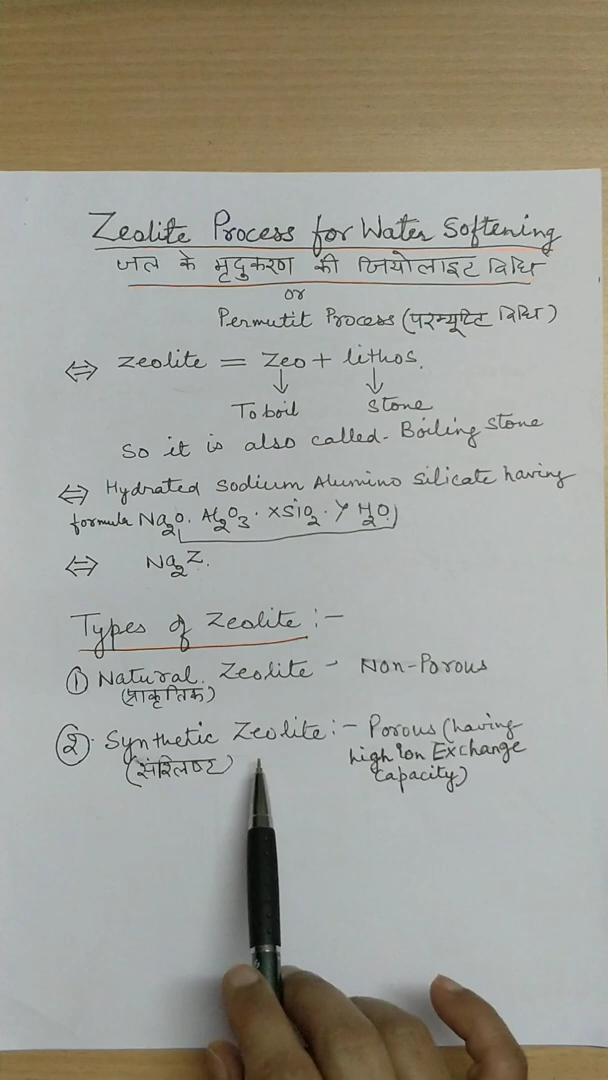 Zeolite Process for Water Softening
जल के मृदुकरण की जियोलाइट विधि
or
Permutit Process (परम्यूटिट विधि)
⇔ Zeolite = Zeo + lithos.
↓ ↓
To boil Stone
So it is also called - Boiling Stone
⇔ Hydrated Sodium Alumino silicate having
formula Na₂O. Al₂O₃. XSiO₂. Y H₂O
⇔ Na₂Z.
Types of Zeolite :-
① Natural. Zeolite - Non-Porous
(प्राकृतिक)
②. Synthetic Zeolite :- Porous (having
(संश्लिष्ट) high Ion Exchange
Capacity)